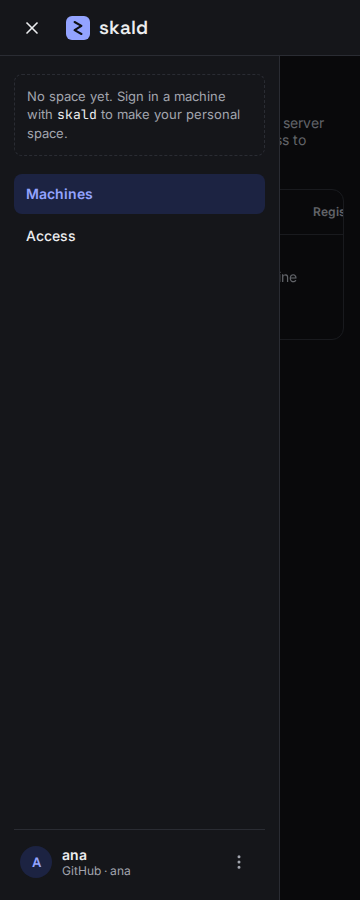 skald
No space yet. Sign in a machine
with skald to make your personal
space.
Machines
Access
server
ss to
Regis
ine
A
ana
GitHub · ana